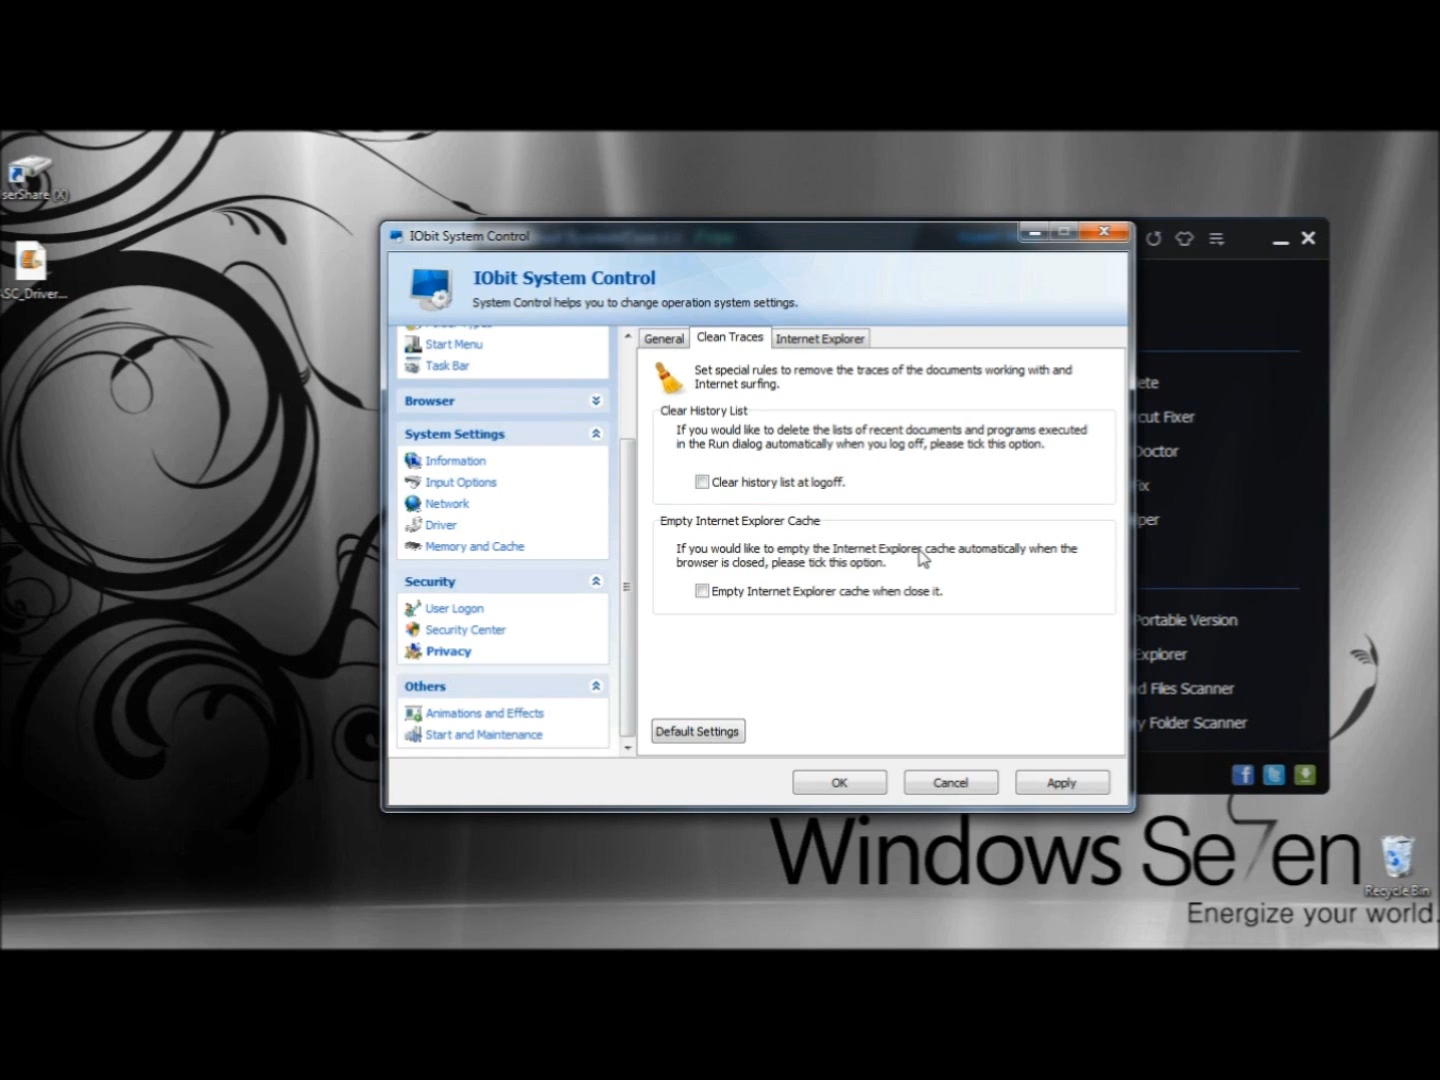 serShare (X)
SC_Driver...
IObit System Control
IObit System Control
System Control helps you to change operation system settings.
Start Menu
Task Bar
Browser
System Settings
Information
Input Options
Network
Driver
Memory and Cache
Security
User Logon
Security Center
Privacy
Others
Animations and Effects
Start and Maintenance
General
Clean Traces
Internet Explorer
Set special rules to remove the traces of the documents working with and
Internet surfing.
Clear History List
If you would like to delete the lists of recent documents and programs executed
in the Run dialog automatically when you log off, please tick this option.
Clear history list at logoff.
Empty Internet Explorer Cache
If you would like to empty the Internet Explorer cache automatically when the
browser is closed, please tick this option.
Empty Internet Explorer cache when close it.
Default Settings
OK
Cancel
Apply
ete
cut Fixer
Doctor
Fix
per
Portable Version
Explorer
d Files Scanner
y Folder Scanner
Windows Se7en
Energize your world.
Recycle Bin